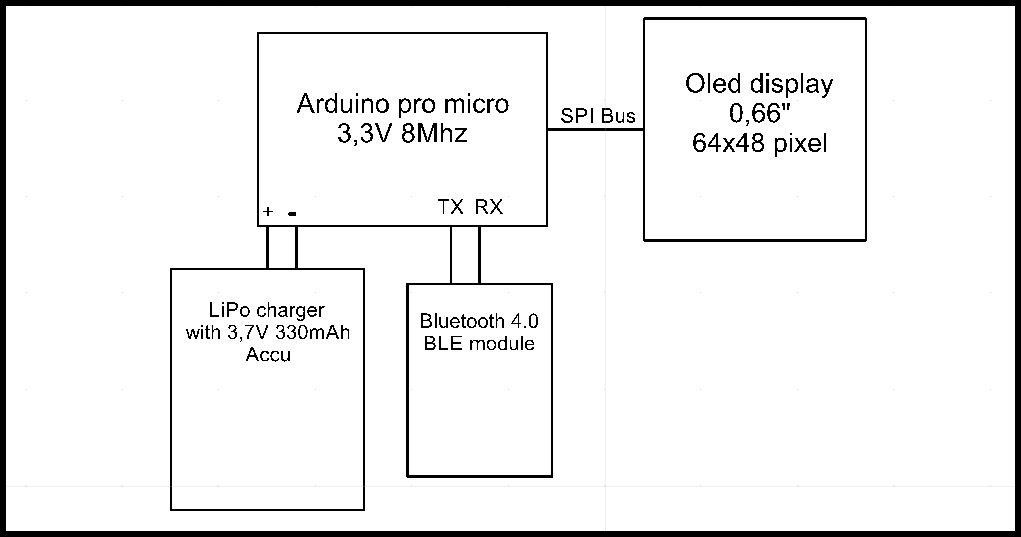 Arduino pro micro
3,3V 8Mhz
+ -
TX RX
SPI Bus
Oled display
0,66"
64x48 pixel
LiPo charger
with 3,7V 330mAh
Accu
Bluetooth 4.0
BLE module